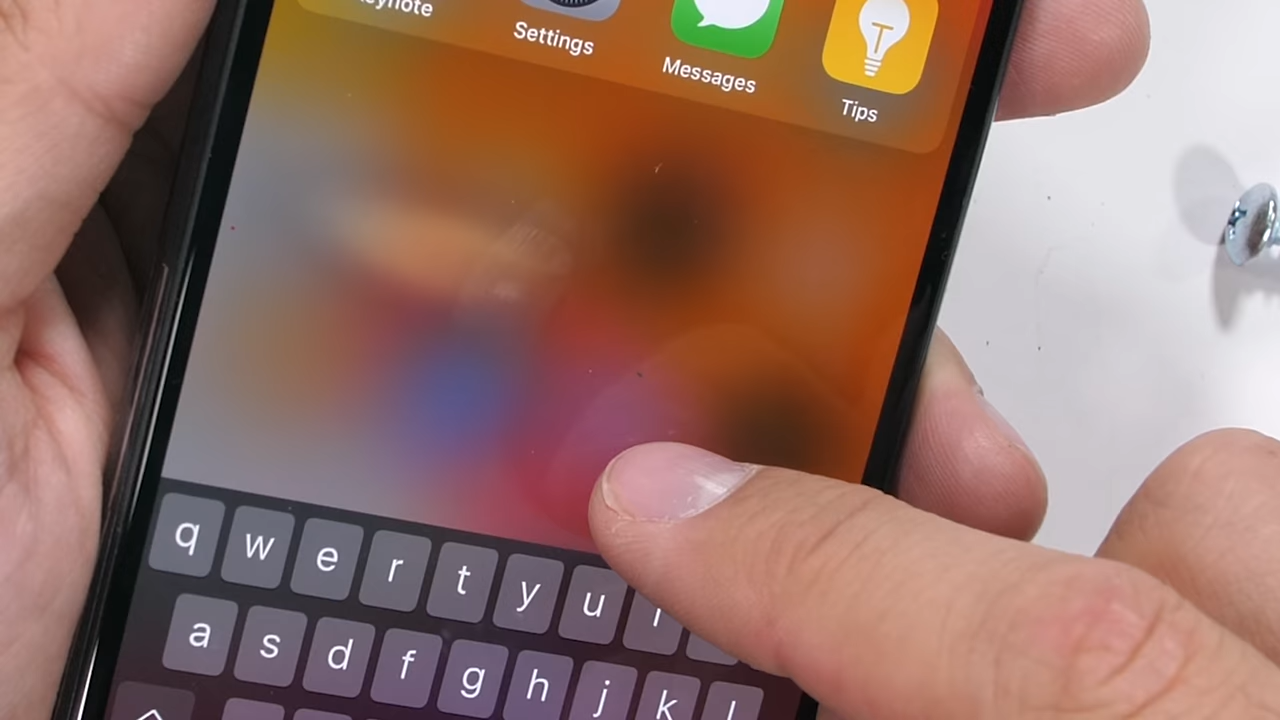 Settings
Messages
Tips
q w e r t y u
a s d f g h j k l